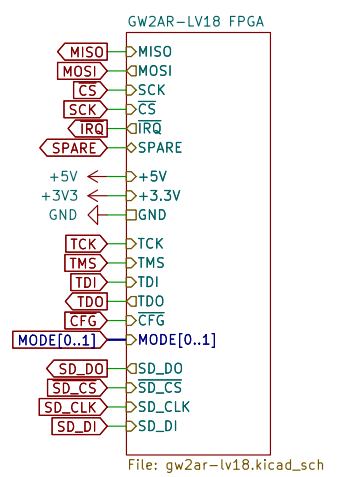 GW2AR-LV18 FPGA
MISO MISO
MOSI MOSI
CS SCK
SCK CS
IRQ IRQ
SPARE SPARE
+5V +5V
+3V3 +3.3V
GND GND
TCK TCK
TMS TMS
TDI TDI
TDO TDO
CFG CFG
MODE[0..1] MODE[0..1]
SD_DO SD_DO
SD_CS SD_CS
SD_CLK SD_CLK
SD_DI SD_DI
File: gw2ar-lv18.kicad_sch